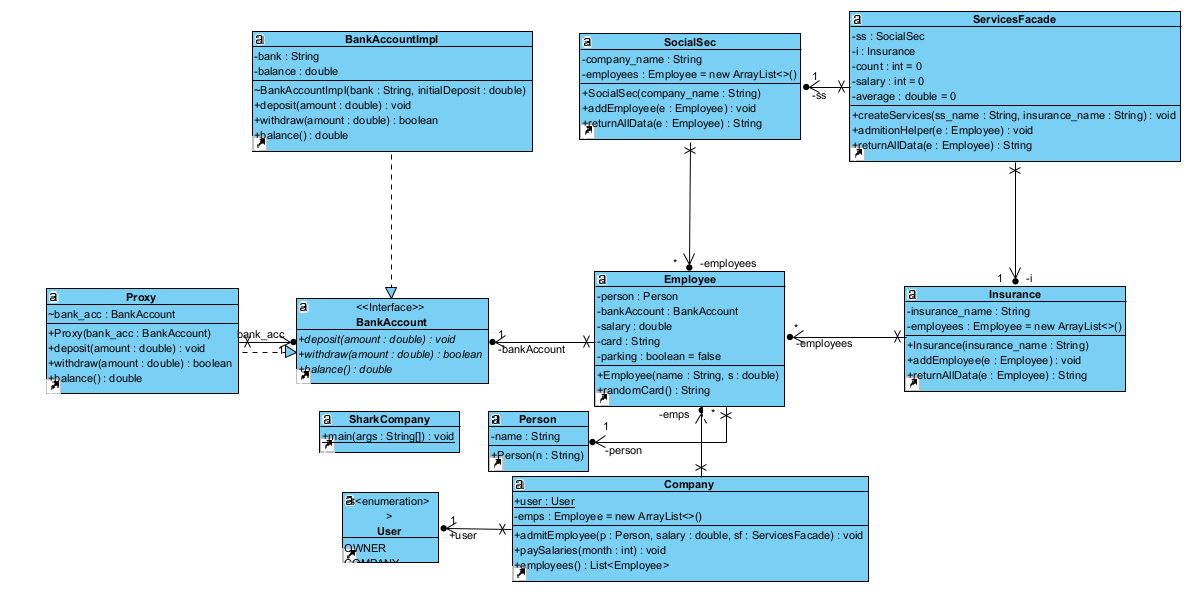 BankAccountImpl
-bank : String
-balance : double
~BankAccountImpl(bank : String, initialDeposit : double)
+deposit(amount : double) : void
+withdraw(amount : double) : boolean
+balance() : double
SocialSec
-company_name : String
-employees : Employee = new ArrayList<>()
+SocialSec(company_name : String)
+addEmployee(e : Employee) : void
+returnAllData(e : Employee) : String
1
-ss
ServicesFacade
-ss : SocialSec
-i : Insurance
-count : int = 0
-salary : int = 0
-average : double = 0
+createServices(ss_name : String, insurance_name : String) : void
+admitionHelper(e : Employee) : void
+returnAllData(e : Employee) : String
*
-employees
1
-i
Proxy
~bank_acc : BankAccount
+Proxy(bank_acc : BankAccount)
+deposit(amount : double) : void
+withdraw(amount : double) : boolean
+balance() : double
bank_acc
1
<<Interface>>
BankAccount
+deposit(amount : double) : void
+withdraw(amount : double) : boolean
+balance() : double
1
-bankAccount
Employee
-person : Person
-bankAccount : BankAccount
-salary : double
-card : String
-parking : boolean = false
+Employee(name : String, s : double)
+randomCard() : String
*
-employees
Insurance
-insurance_name : String
-employees : Employee = new ArrayList<>()
+Insurance(insurance_name : String)
+addEmployee(e : Employee) : void
+returnAllData(e : Employee) : String
SharkCompany
+main(args : String[]) : void
Person
-name : String
+Person(n : String)
1
-person
-emps
*
<<enumeration>
>
User
OWNER
COMPANY
1
+user
Company
+user : User
-emps : Employee = new ArrayList<>()
+admitEmployee(p : Person, salary : double, sf : ServicesFacade) : void
+paySalaries(month : int) : void
+employees() : List<Employee>